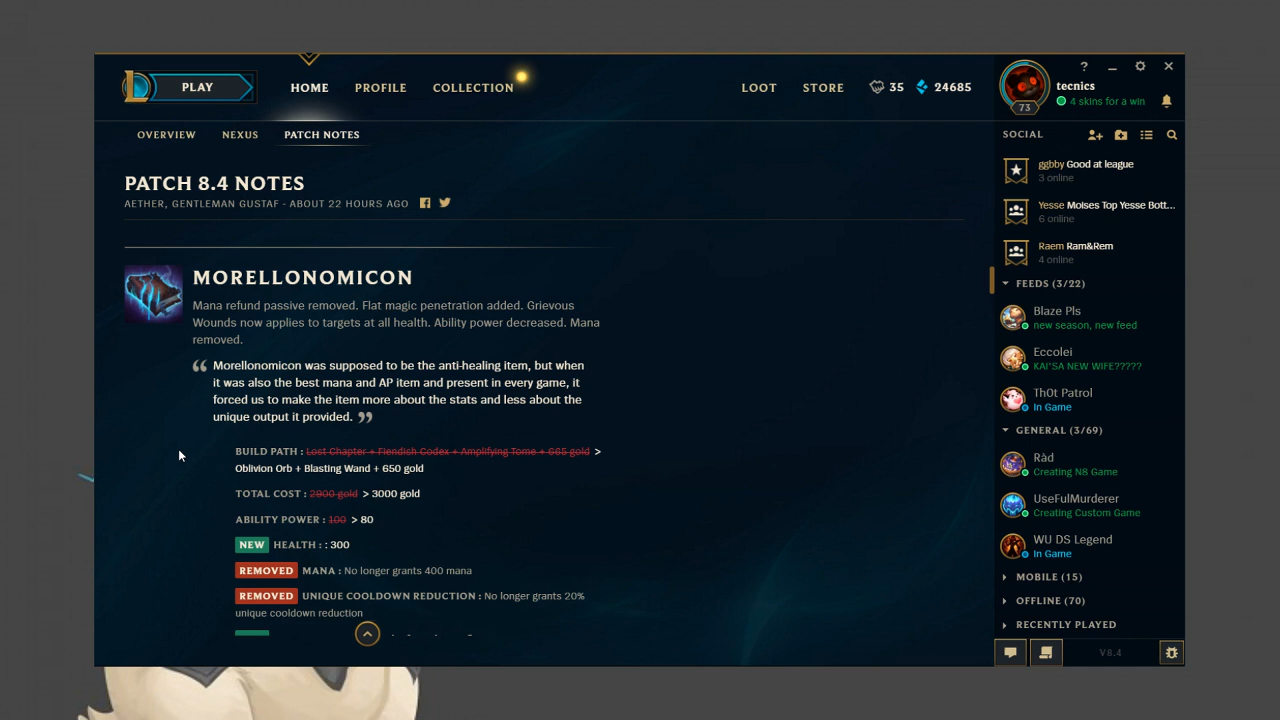 PLAY
HOME
PROFILE
COLLECTION
LOOT
STORE
35
24685
?
73
tecnics
4 skins for a win
OVERVIEW
NEXUS
PATCH NOTES
SOCIAL
PATCH 8.4 NOTES
AETHER, GENTLEMAN GUSTAF - ABOUT 22 HOURS AGO
MORELLONOMICON
Mana refund passive removed. Flat magic penetration added. Grievous
Wounds now applies to targets at all health. Ability power decreased. Mana
removed.
“ Morellonomicon was supposed to be the anti-healing item, but when
it was also the best mana and AP item and present in every game, it
forced us to make the item more about the stats and less about the
unique output it provided. ”
BUILD PATH : Lost Chapter + Fiendish Codex + Amplifying Tome + 665 gold >
Oblivion Orb + Blasting Wand + 650 gold
TOTAL COST : 2900 gold > 3000 gold
ABILITY POWER : 100 > 80
NEW HEALTH : : 300
REMOVED MANA : No longer grants 400 mana
REMOVED UNIQUE COOLDOWN REDUCTION : No longer grants 20%
unique cooldown reduction
ggbby Good at league
3 online
Yesse Moises Top Yesse Bott...
6 online
Raem Ram&Rem
4 online
FEEDS (3/22)
Blaze Pls
new season, new feed
Eccolei
KAI'SA NEW WIFE?????
Th0t Patrol
In Game
GENERAL (3/69)
Ràd
Creating N8 Game
UseFulMurderer
Creating Custom Game
WU DS Legend
In Game
MOBILE (15)
OFFLINE (70)
RECENTLY PLAYED
V8.4